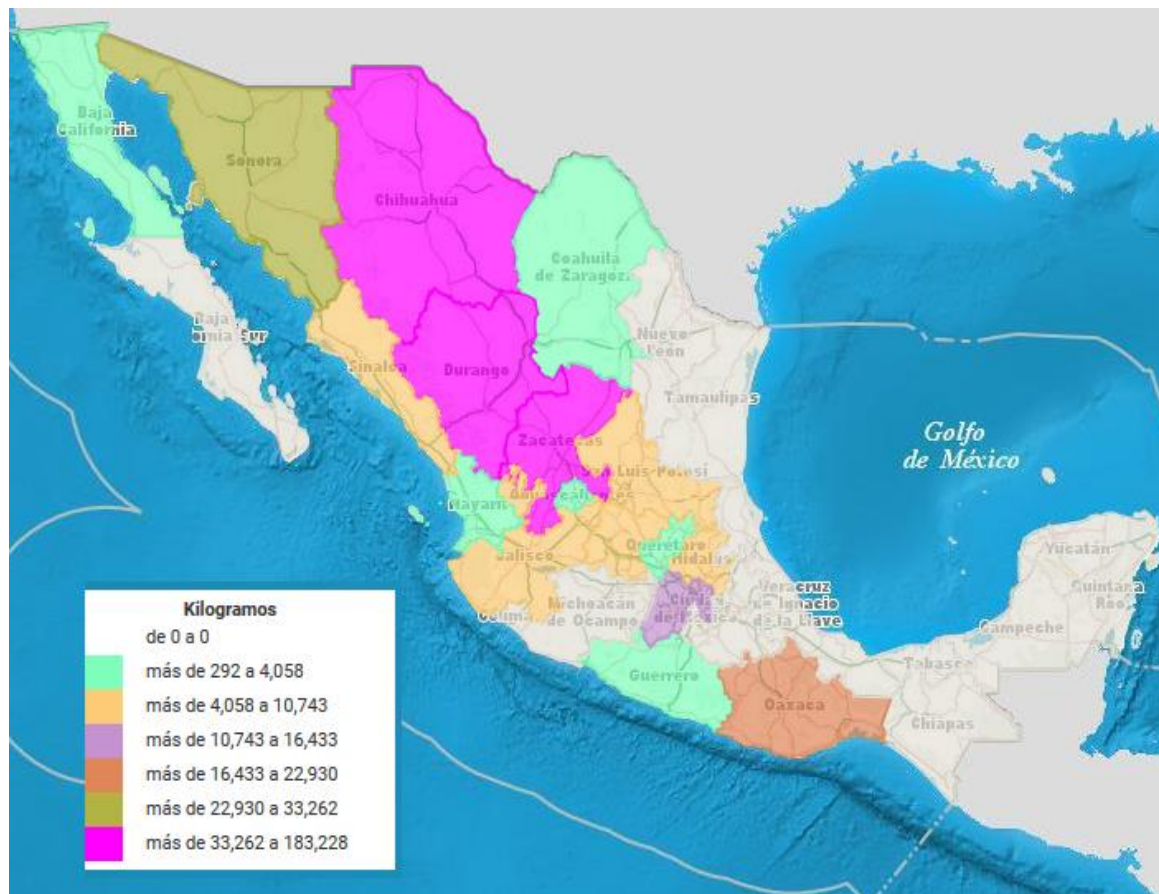 Baja
California
Sonora
Chihuahua
Coahuila
de Zaragoza
Baja
ornia Sur
Nuevo
León
Sinaloa
Durango
Tamaulipas
Zacatecas
Golfo
de México
San Luis-Potosí
Aguascalientes
Nayarit
Yucatán
Querétaro
Jalisco
Hidalgo
Quintana
Roo
Kilogramos
de 0 a 0
más de 292 a 4,058
más de 4,058 a 10,743
más de 10,743 a 16,433
más de 16,433 a 22,930
más de 22,930 a 33,262
más de 33,262 a 183,228
Michoacán
de Ocampo
Veracruz
de Ignacio
de la Llave
Campeche
Tabasco
Guerrero
Oaxaca
Chiapas